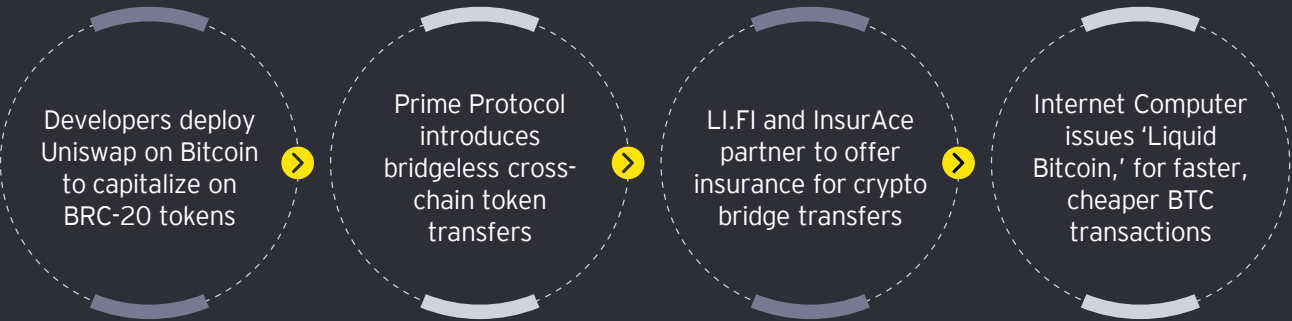 Developers deploy
Uniswap on Bitcoin
to capitalize on
BRC-20 tokens
Prime Protocol
introduces
bridgeless cross-
chain token
transfers
LI.FI and InsurAce
partner to offer
insurance for crypto
bridge transfers
Internet Computer
issues ‘Liquid
Bitcoin,’ for faster,
cheaper BTC
transactions